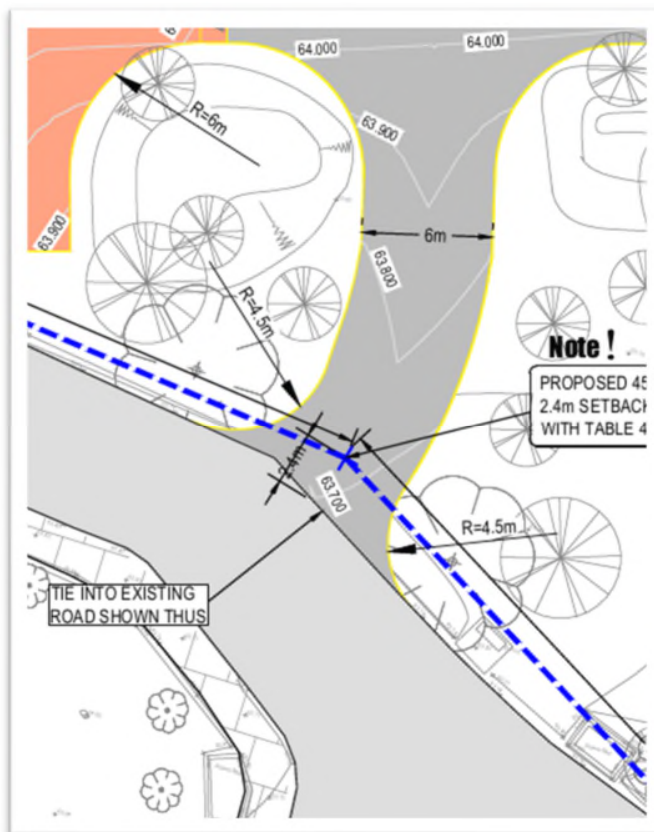 64.000
64.000
R=6m
63.900
63.900
6m
63.800
R=4.5m
Note !
PROPOSED 45
2.4m SETBACK
WITH TABLE 4
2.4m
63.700
R=4.5m
TIE INTO EXISTING
ROAD SHOWN THUS